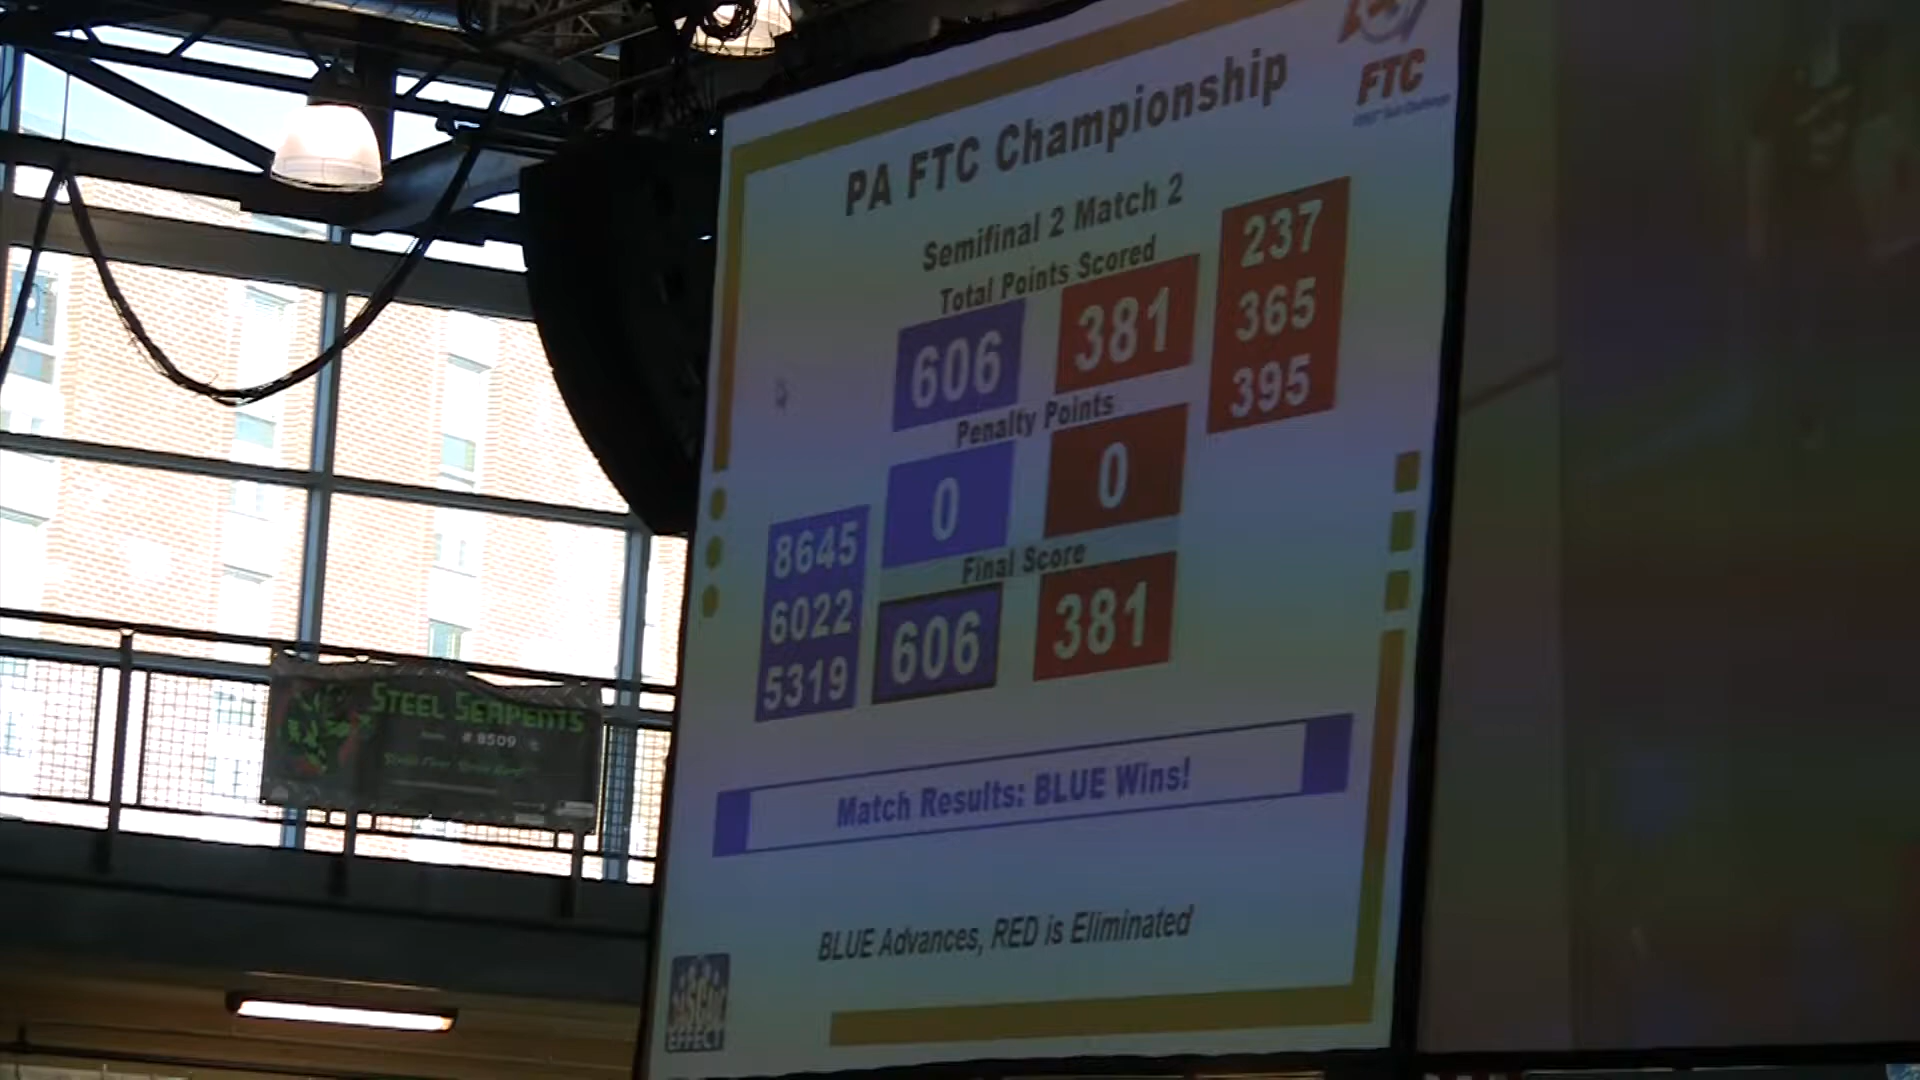 FTC
PA FTC Championship
Semifinal 2 Match 2
Total Points Scored
606 381
237
365
395
Penalty Points
0 0
8645
6022
5319
Final Score
606 381
Match Results: BLUE Wins!
BLUE Advances, RED is Eliminated
STEEL SERPENTS
# 8509
EFFECT